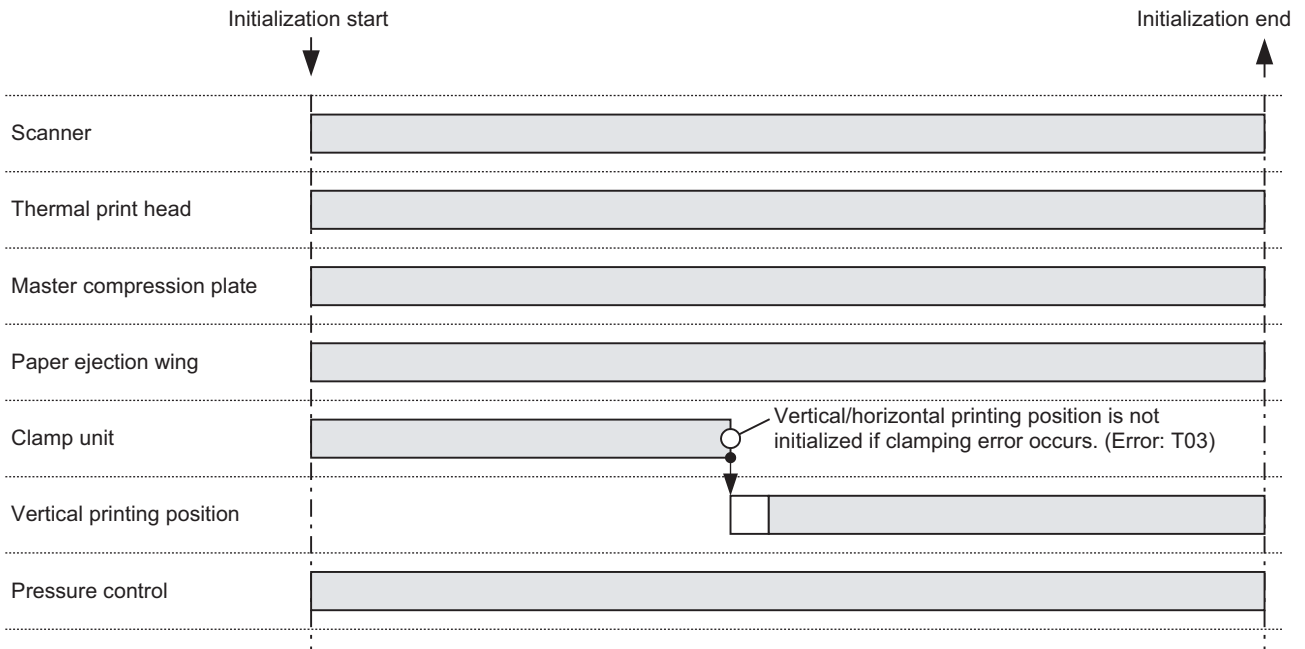 Initialization start
Initialization end
Scanner
Thermal print head
Master compression plate
Paper ejection wing
Clamp unit
Vertical/horizontal printing position is not
initialized if clamping error occurs. (Error: T03)
Vertical printing position
Pressure control